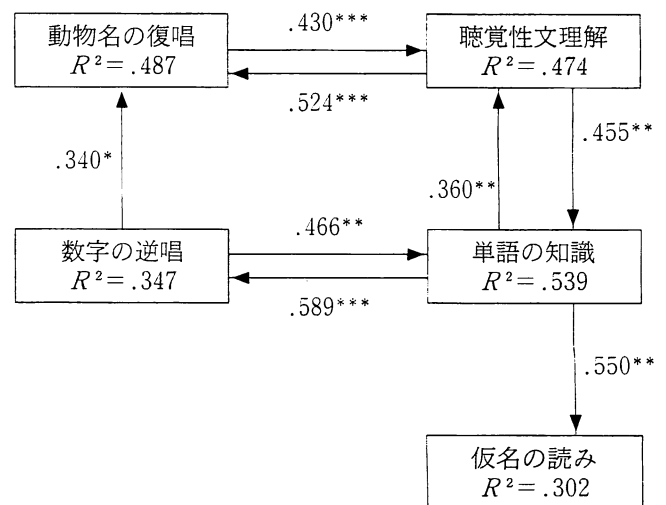 動物名の復唱
R²=.487
.430***
聴覚性文理解
R²=.474
.524***
.455**
.340*
.360**
数字の逆唱
R²=.347
.466**
単語の知識
R²=.539
.589***
.550**
仮名の読み
R²=.302